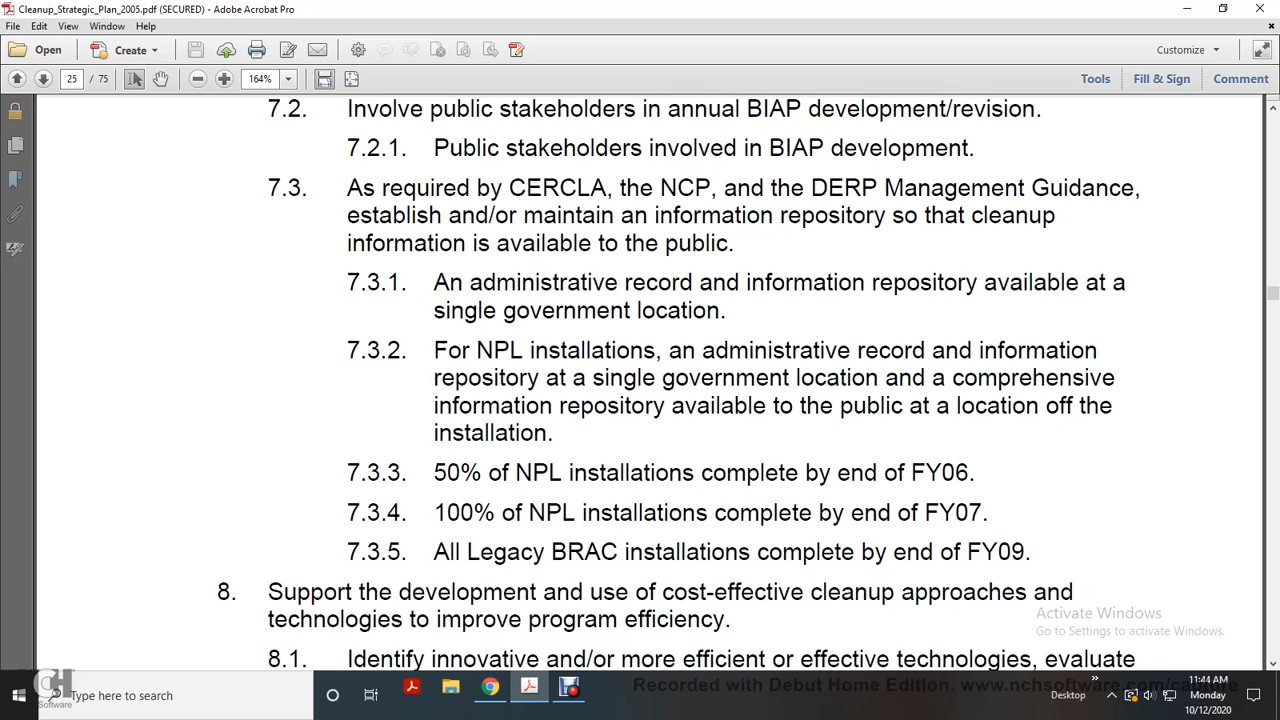 Cleanup_Strategic_Plan_2005.pdf (SECURED) - Adobe Acrobat Pro
File Edit View Window Help
Open Create Customize
25 / 75 164% Tools Fill & Sign Comment
7.2. Involve public stakeholders in annual BIAP development/revision.
7.2.1. Public stakeholders involved in BIAP development.
7.3. As required by CERCLA, the NCP, and the DERP Management Guidance,
establish and/or maintain an information repository so that cleanup
information is available to the public.
7.3.1. An administrative record and information repository available at a
single government location.
7.3.2. For NPL installations, an administrative record and information
repository at a single government location and a comprehensive
information repository available to the public at a location off the
installation.
7.3.3. 50% of NPL installations complete by end of FY06.
7.3.4. 100% of NPL installations complete by end of FY07.
7.3.5. All Legacy BRAC installations complete by end of FY09.
8. Support the development and use of cost-effective cleanup approaches and
technologies to improve program efficiency.
Activate Windows
Go to Settings to activate Windows.
8.1. Identify innovative and/or more efficient or effective technologies, evaluate
NCH Software
Type here to search
Recorded with Debut Home Edition. www.nchsoftware.com/capture
Desktop
11:44 AM
Monday
10/12/2020